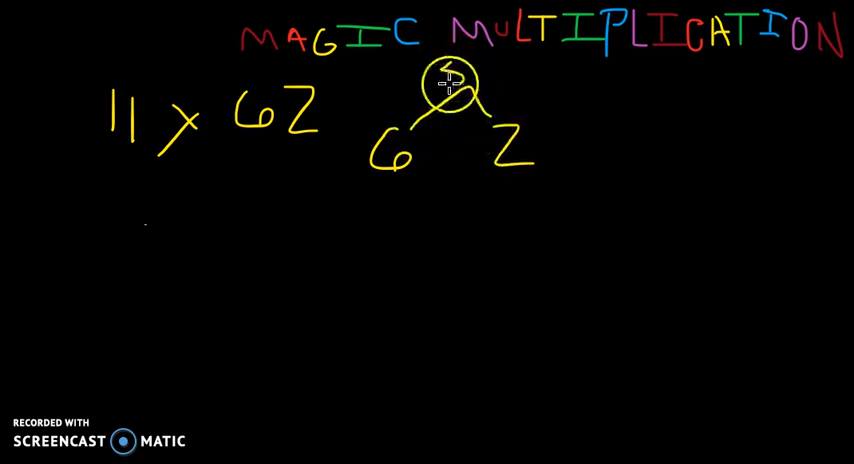 MAGIC MULTIPLICATION
11 x 62
6 2
RECORDED WITH
SCREENCAST MATIC